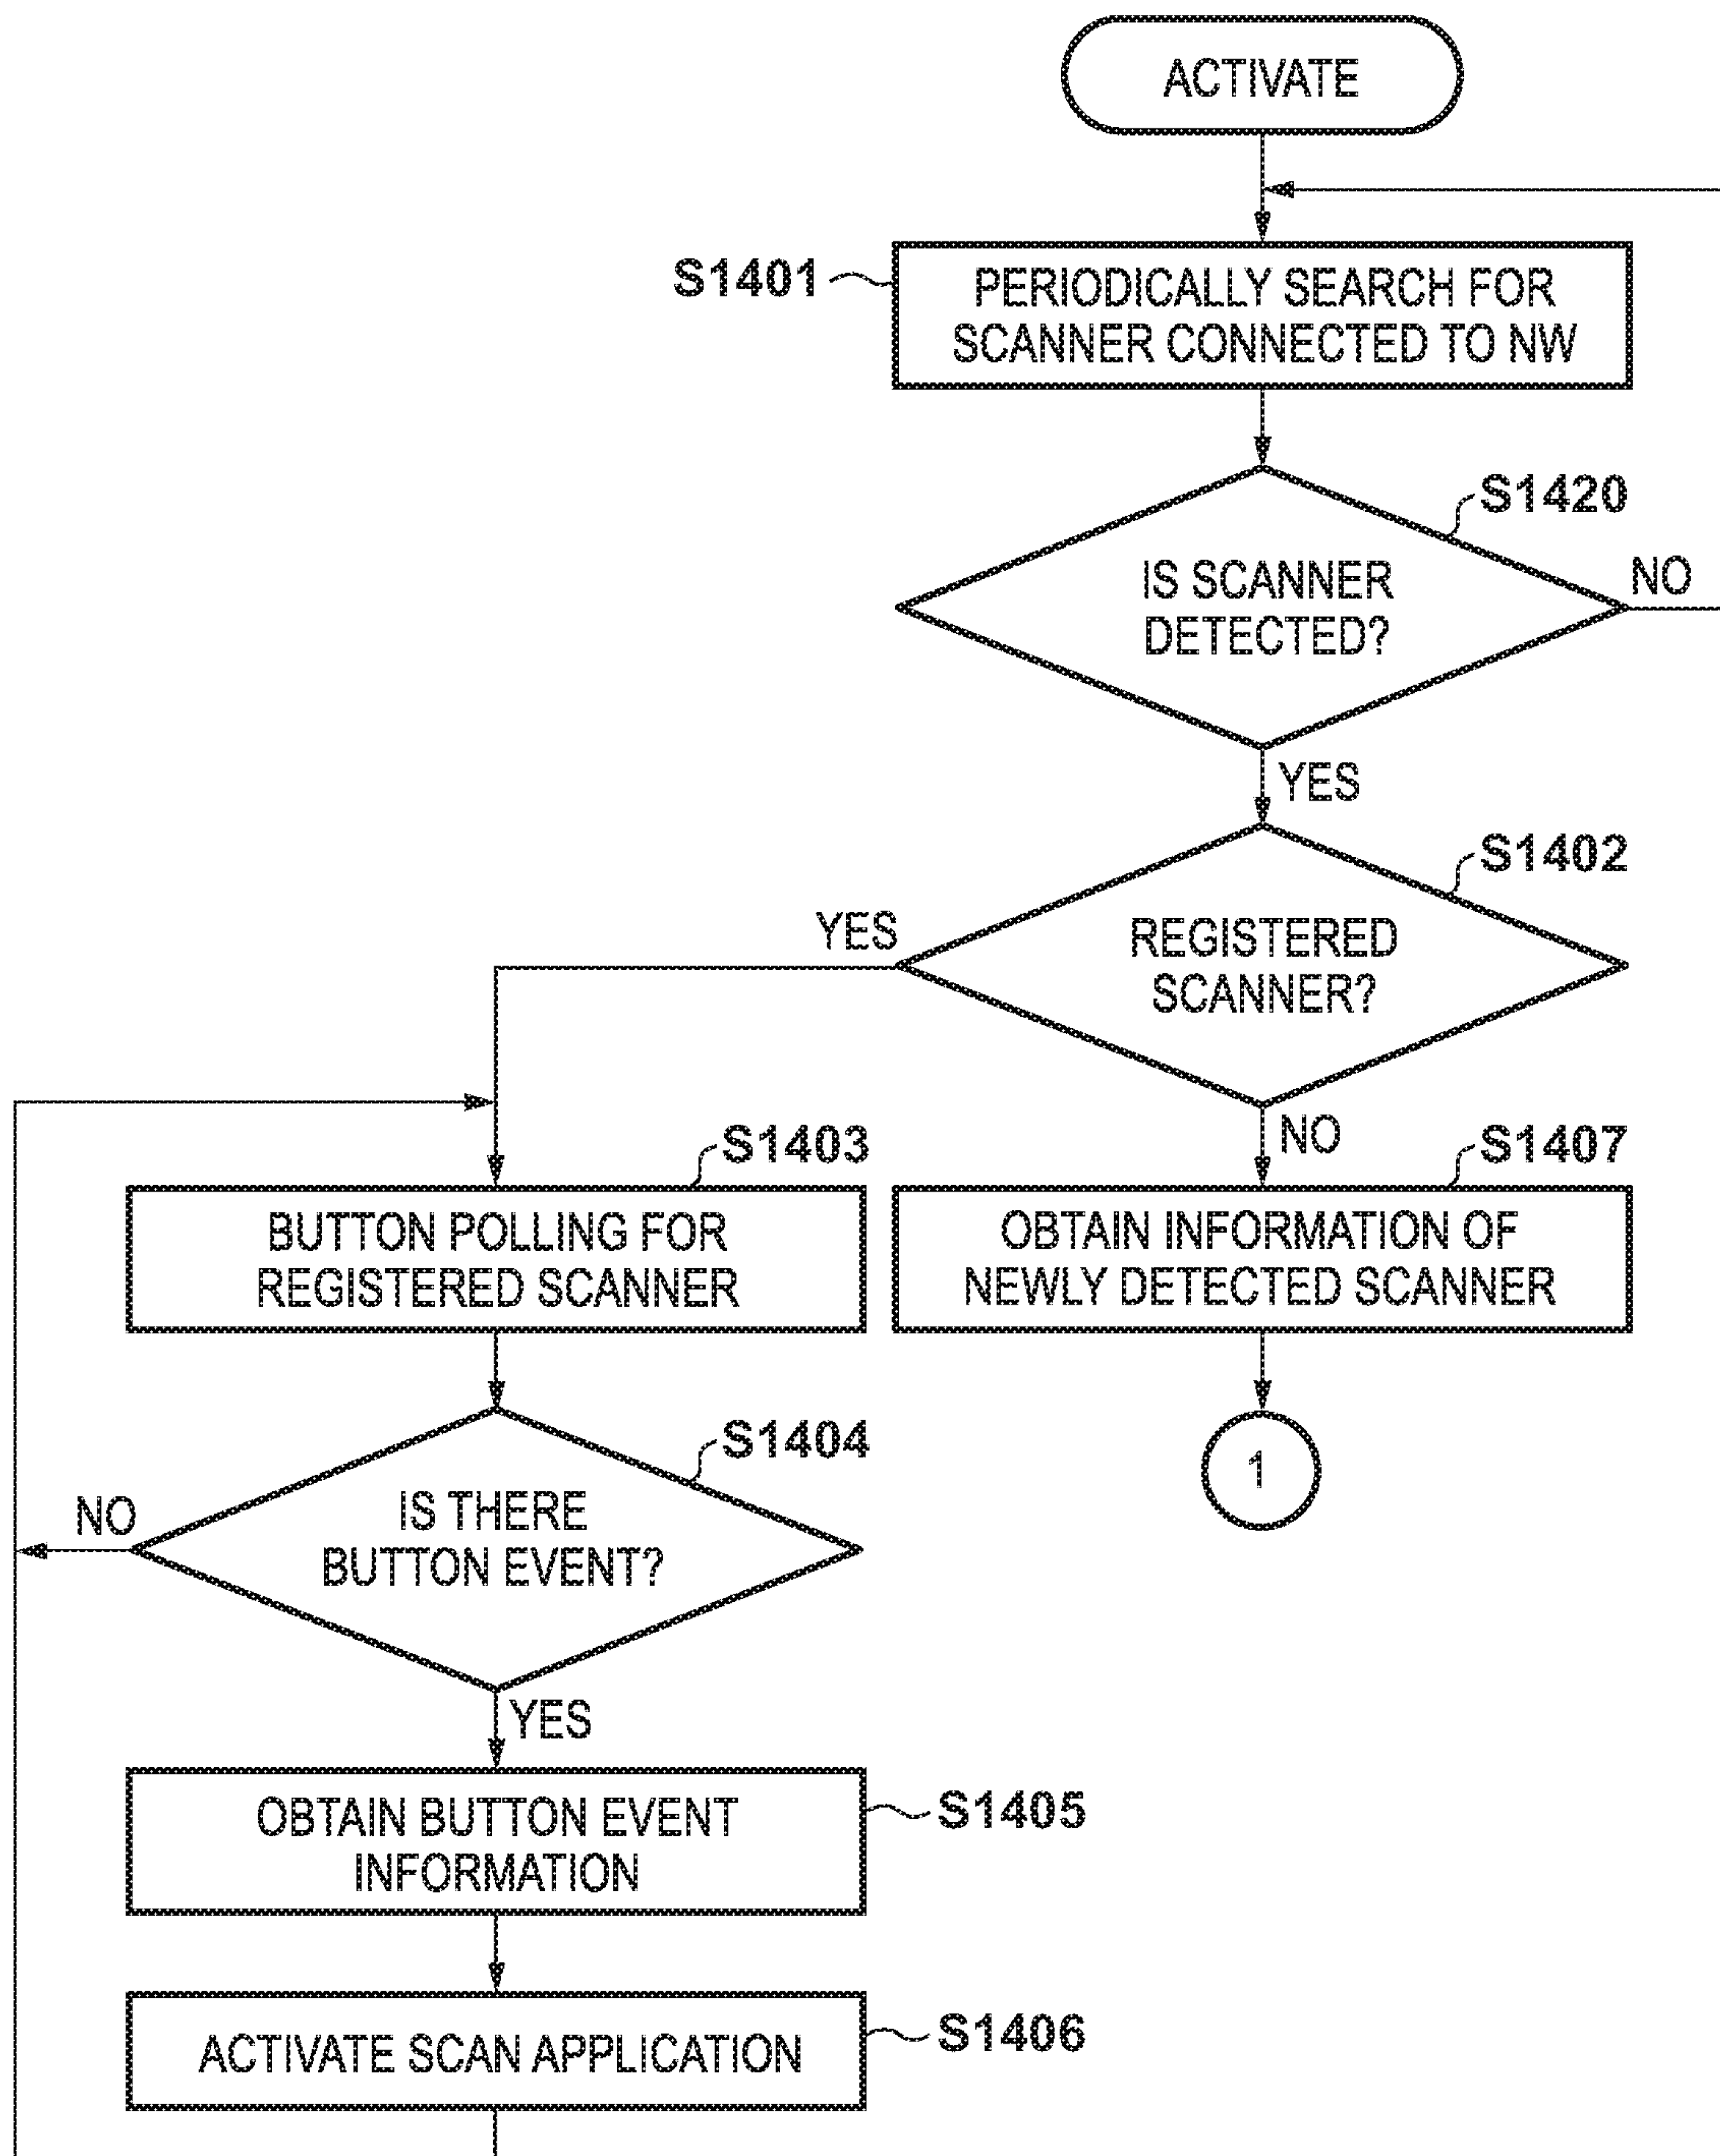 ACTIVATE
S1401
PERIODICALLY SEARCH FOR
SCANNER CONNECTED TO NW
S1420
IS SCANNER
DETECTED?
NO
YES
S1402
REGISTERED
SCANNER?
YES
NO
S1403
BUTTON POLLING FOR
REGISTERED SCANNER
S1407
OBTAIN INFORMATION OF
NEWLY DETECTED SCANNER
1
S1404
IS THERE
BUTTON EVENT?
NO
YES
S1405
OBTAIN BUTTON EVENT
INFORMATION
S1406
ACTIVATE SCAN APPLICATION